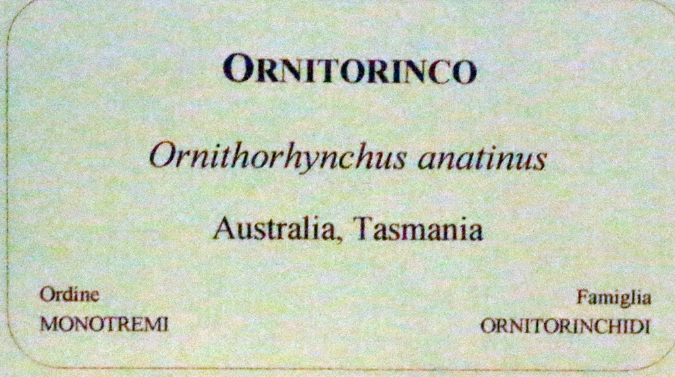 ORNITORINCO
Ornithorhynchus anatinus
Australia, Tasmania
Ordine
MONOTREMI
Famiglia
ORNITORINCHIDI